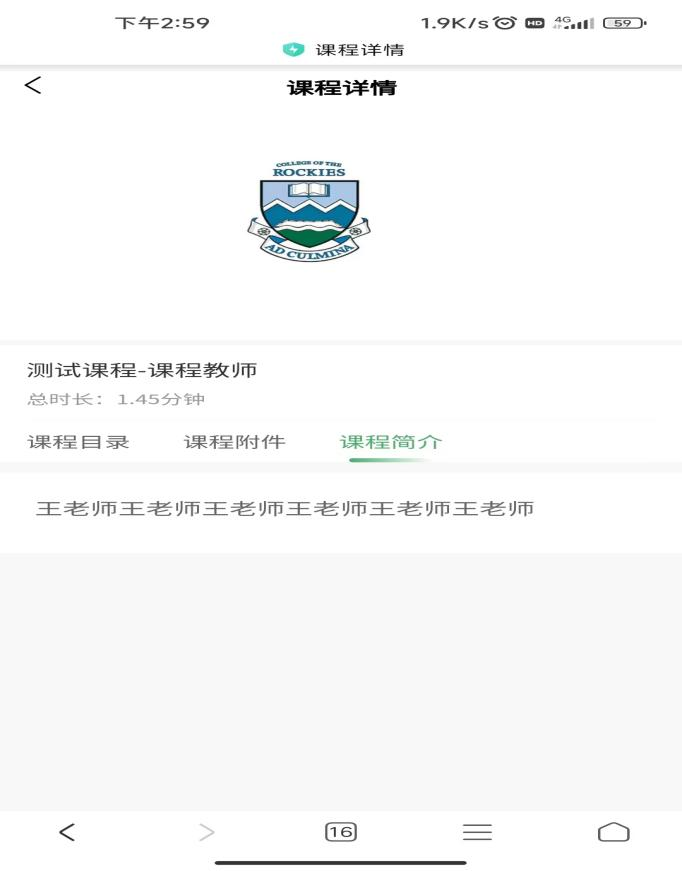 下午2:59 1.9K/s HD 4G 59
课程详情
课程详情
COLLEGE OF THE
ROCKIES
AD CULMINA
测试课程-课程教师
总时长：1.45分钟
课程目录 课程附件 课程简介
王老师王老师王老师王老师王老师王老师
16